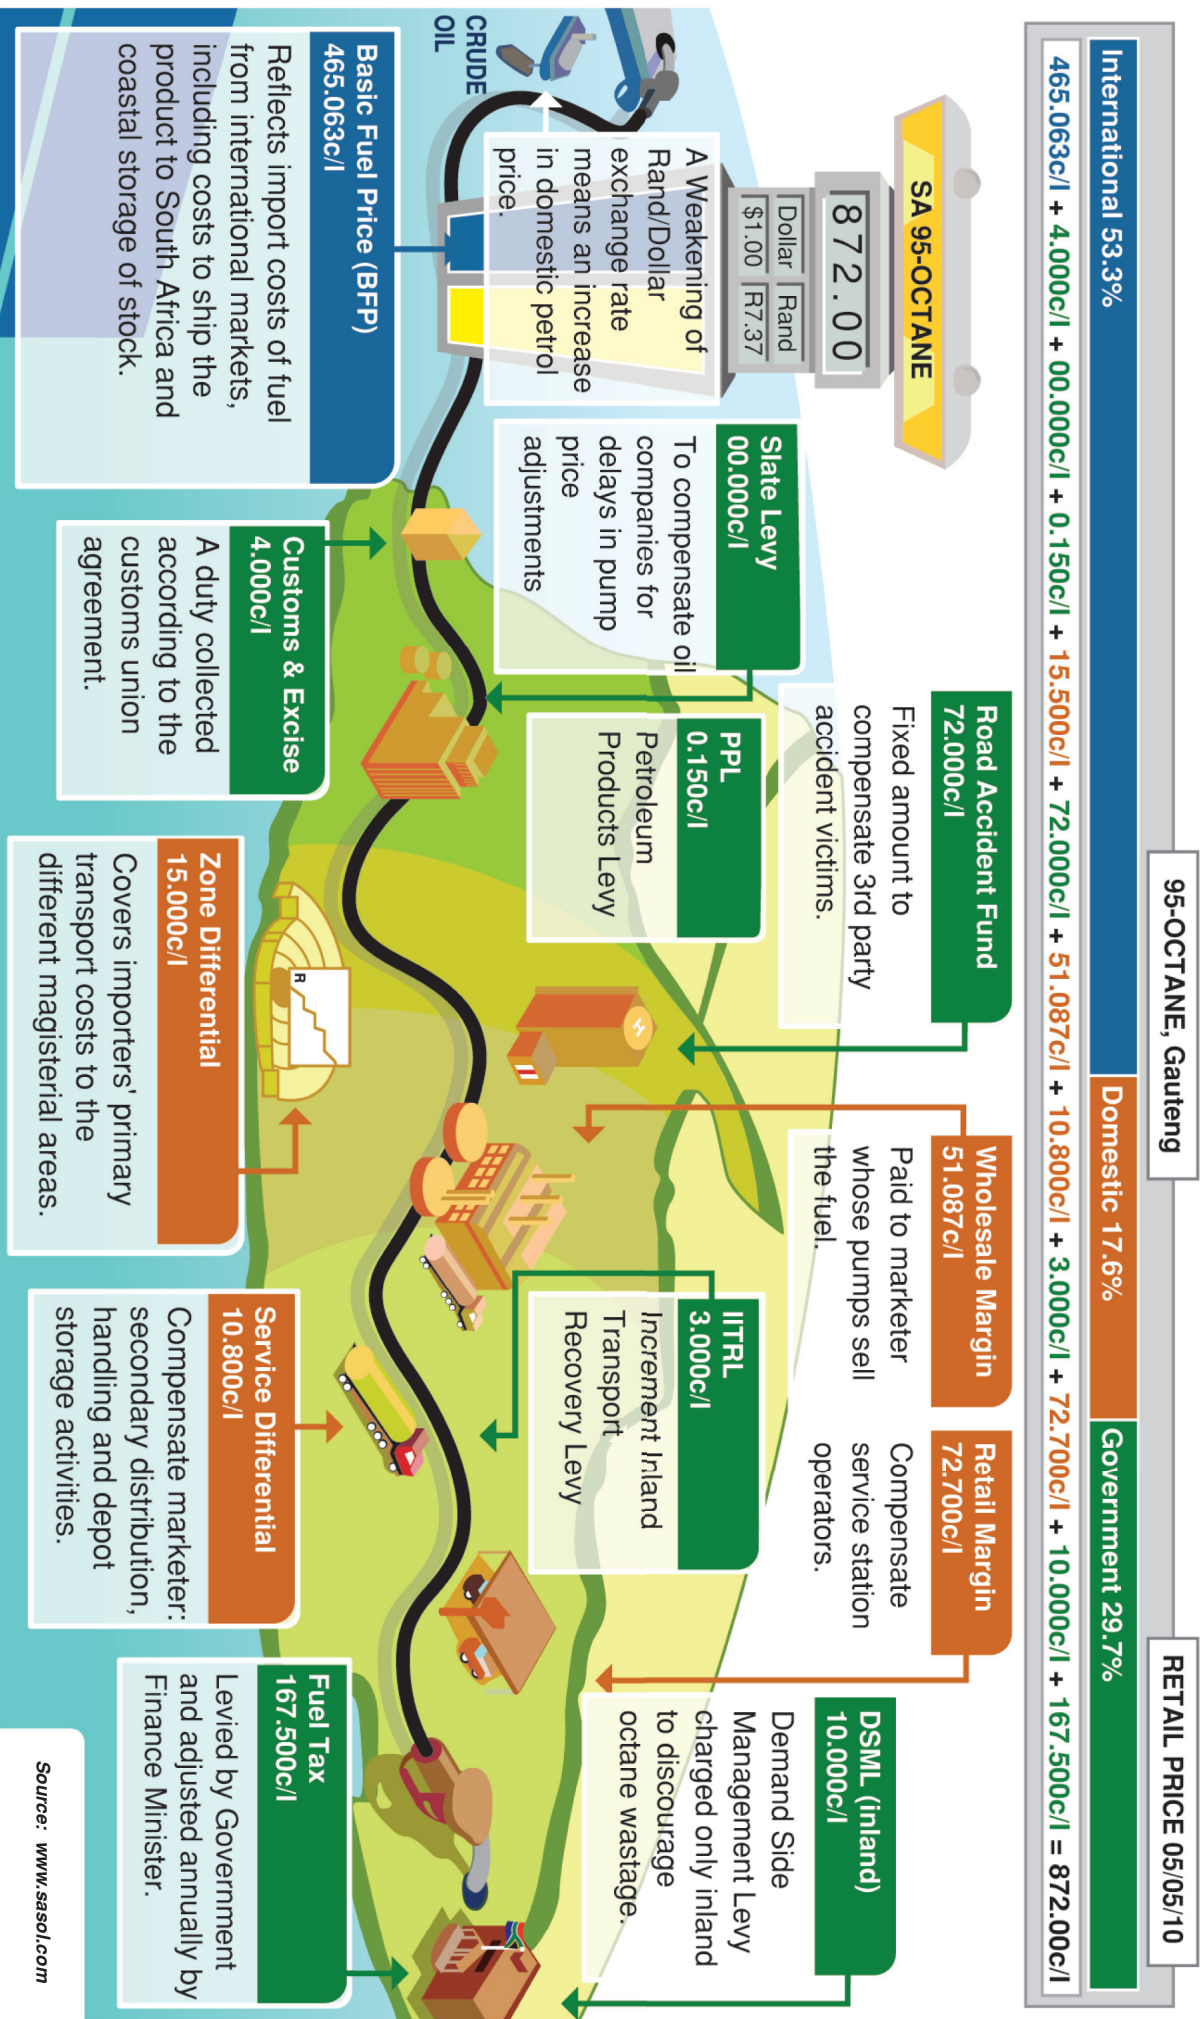 95-OCTANE, Gauteng
RETAIL PRICE 05/05/10
International 53.3%
Domestic 17.6%
Government 29.7%
465.063c/l + 4.000c/l + 00.000c/l + 0.150c/l + 15.500c/l + 72.000c/l + 51.087c/l + 10.800c/l + 3.000c/l + 72.700c/l + 10.000c/l + 167.500c/l = 872.00c/l
SA 95-OCTANE
872.00
Dollar
Rand
$1.00
R7.37
A Weakening of
Rand/Dollar
exchange rate
means an increase
in domestic petrol
price.
CRUDE
OIL
Basic Fuel Price (BFP)
465.063c/l
Reflects import costs of fuel
from international markets,
including costs to ship the
product to South Africa and
coastal storage of stock.
Slate Levy
00.000c/l
To compensate oil
companies for
delays in pump
price
adjustments
Customs & Excise
4.000c/l
A duty collected
according to the
customs union
agreement.
Road Accident Fund
72.000c/l
Fixed amount to
compensate 3rd party
accident victims.
PPL
0.150c/l
Petroleum
Products Levy
R
Zone Differential
15.000c/l
Covers importers' primary
transport costs to the
different magisterial areas.
Wholesale Margin
51.087c/l
Paid to marketer
whose pumps sell
the fuel.
H
IITRL
3.000c/l
Increment Inland
Transport
Recovery Levy
Service Differential
10.800c/l
Compensate marketer:
secondary distribution,
handling and depot
storage activities.
Retail Margin
72.700c/l
Compensate
service station
operators.
DSML (inland)
10.000c/l
Demand Side
Management Levy
charged only inland
to discourage
octane wastage.
Fuel Tax
167.500c/l
Levied by Government
and adjusted annually by
Finance Minister.
Source: www.sasol.com